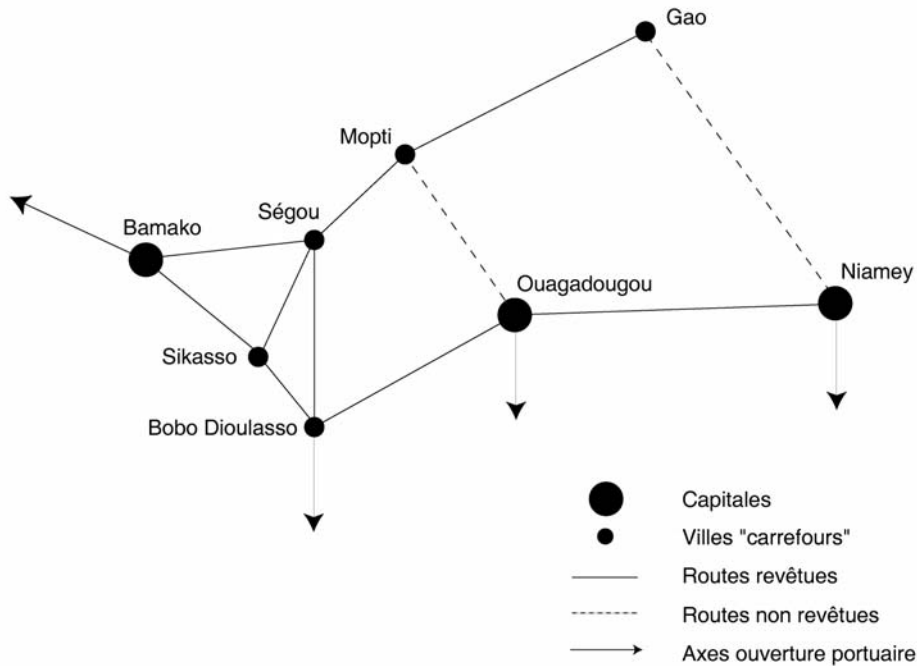 Gao
Mopti
Ségou
Bamako
Ouagadougou
Niamey
Sikasso
Bobo Dioulasso
Capitales
Villes "carrefours"
Routes revêtues
Routes non revêtues
Axes ouverture portuaire